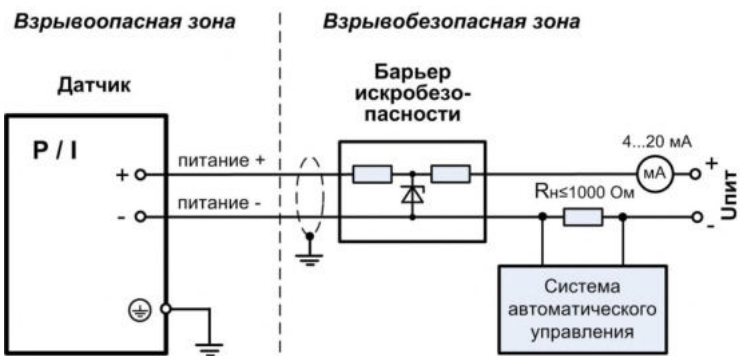 Взрывоопасная зона
Взрывобезопасная зона
Датчик
Барьер
искробезо-
пасности
P / I
+
питание +
-
питание -
4...20 мА
мА
+
Rн≤1000 Ом
-
Uпит
Система
автоматического
управления